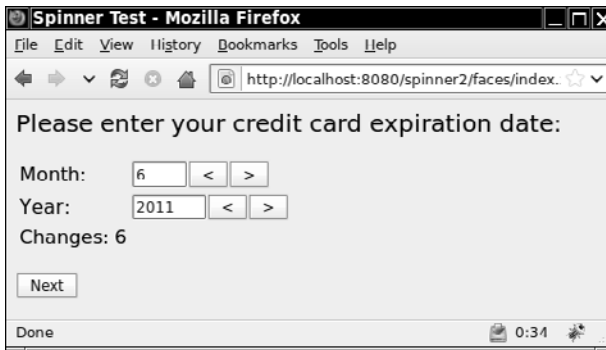 Spinner Test - Mozilla Firefox
File Edit View History Bookmarks Tools Help
http://localhost:8080/spinner2/faces/index.
Please enter your credit card expiration date:
Month: 6 < >
Year: 2011 < >
Changes: 6
Next
Done 0:34